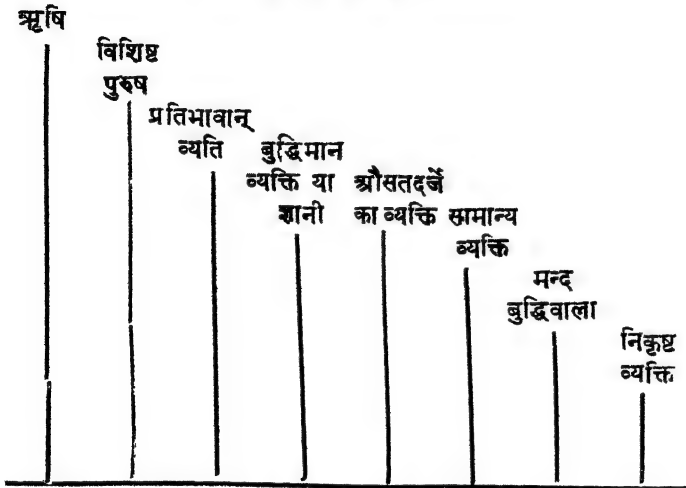 ऋषि
विशिष्ट
पुरुष
प्रतिभावान्
व्यति
बुद्धिमान
व्यक्ति या
ज्ञानी
औसतदर्जे
का व्यक्ति
सामान्य
व्यक्ति
मन्द
बुद्धिवाला
निकृष्ट
व्यक्ति